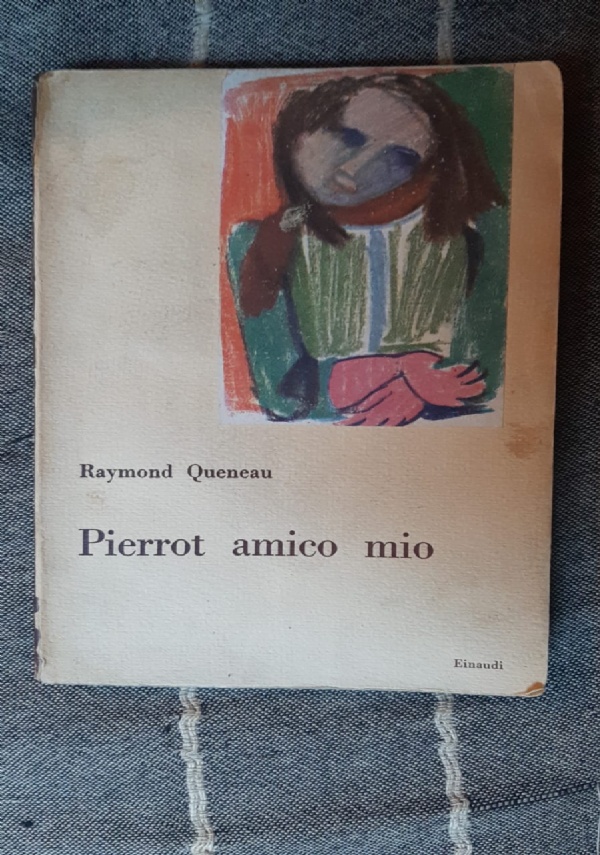 Raymond Queneau
Pierrot amico mio
Einaudi